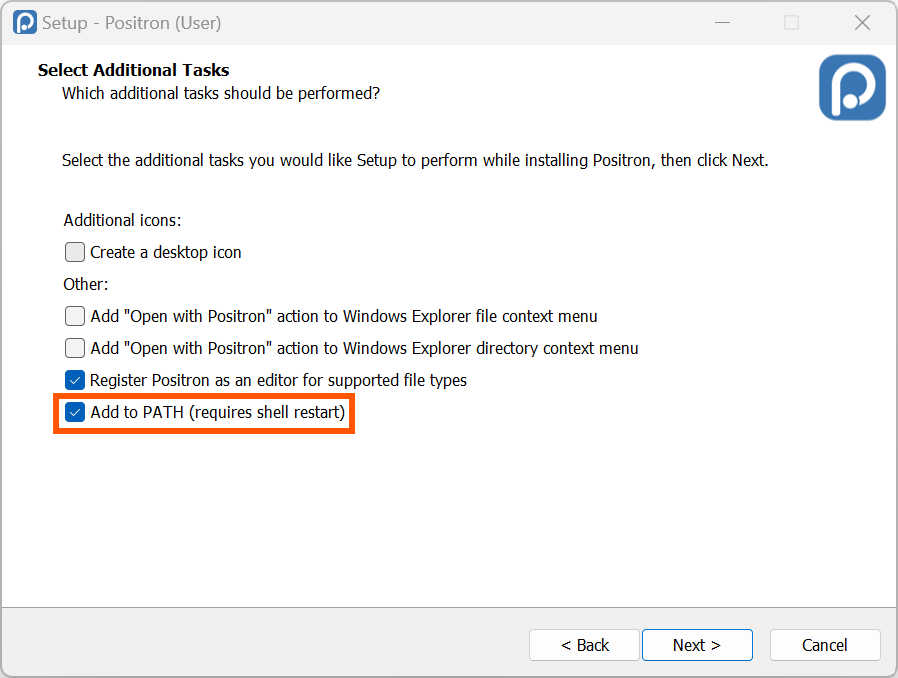 Setup - Positron (User)
Select Additional Tasks
Which additional tasks should be performed?
Select the additional tasks you would like Setup to perform while installing Positron, then click Next.
Additional icons:
Create a desktop icon
Other:
Add "Open with Positron" action to Windows Explorer file context menu
Add "Open with Positron" action to Windows Explorer directory context menu
Register Positron as an editor for supported file types
Add to PATH (requires shell restart)
< Back
Next >
Cancel